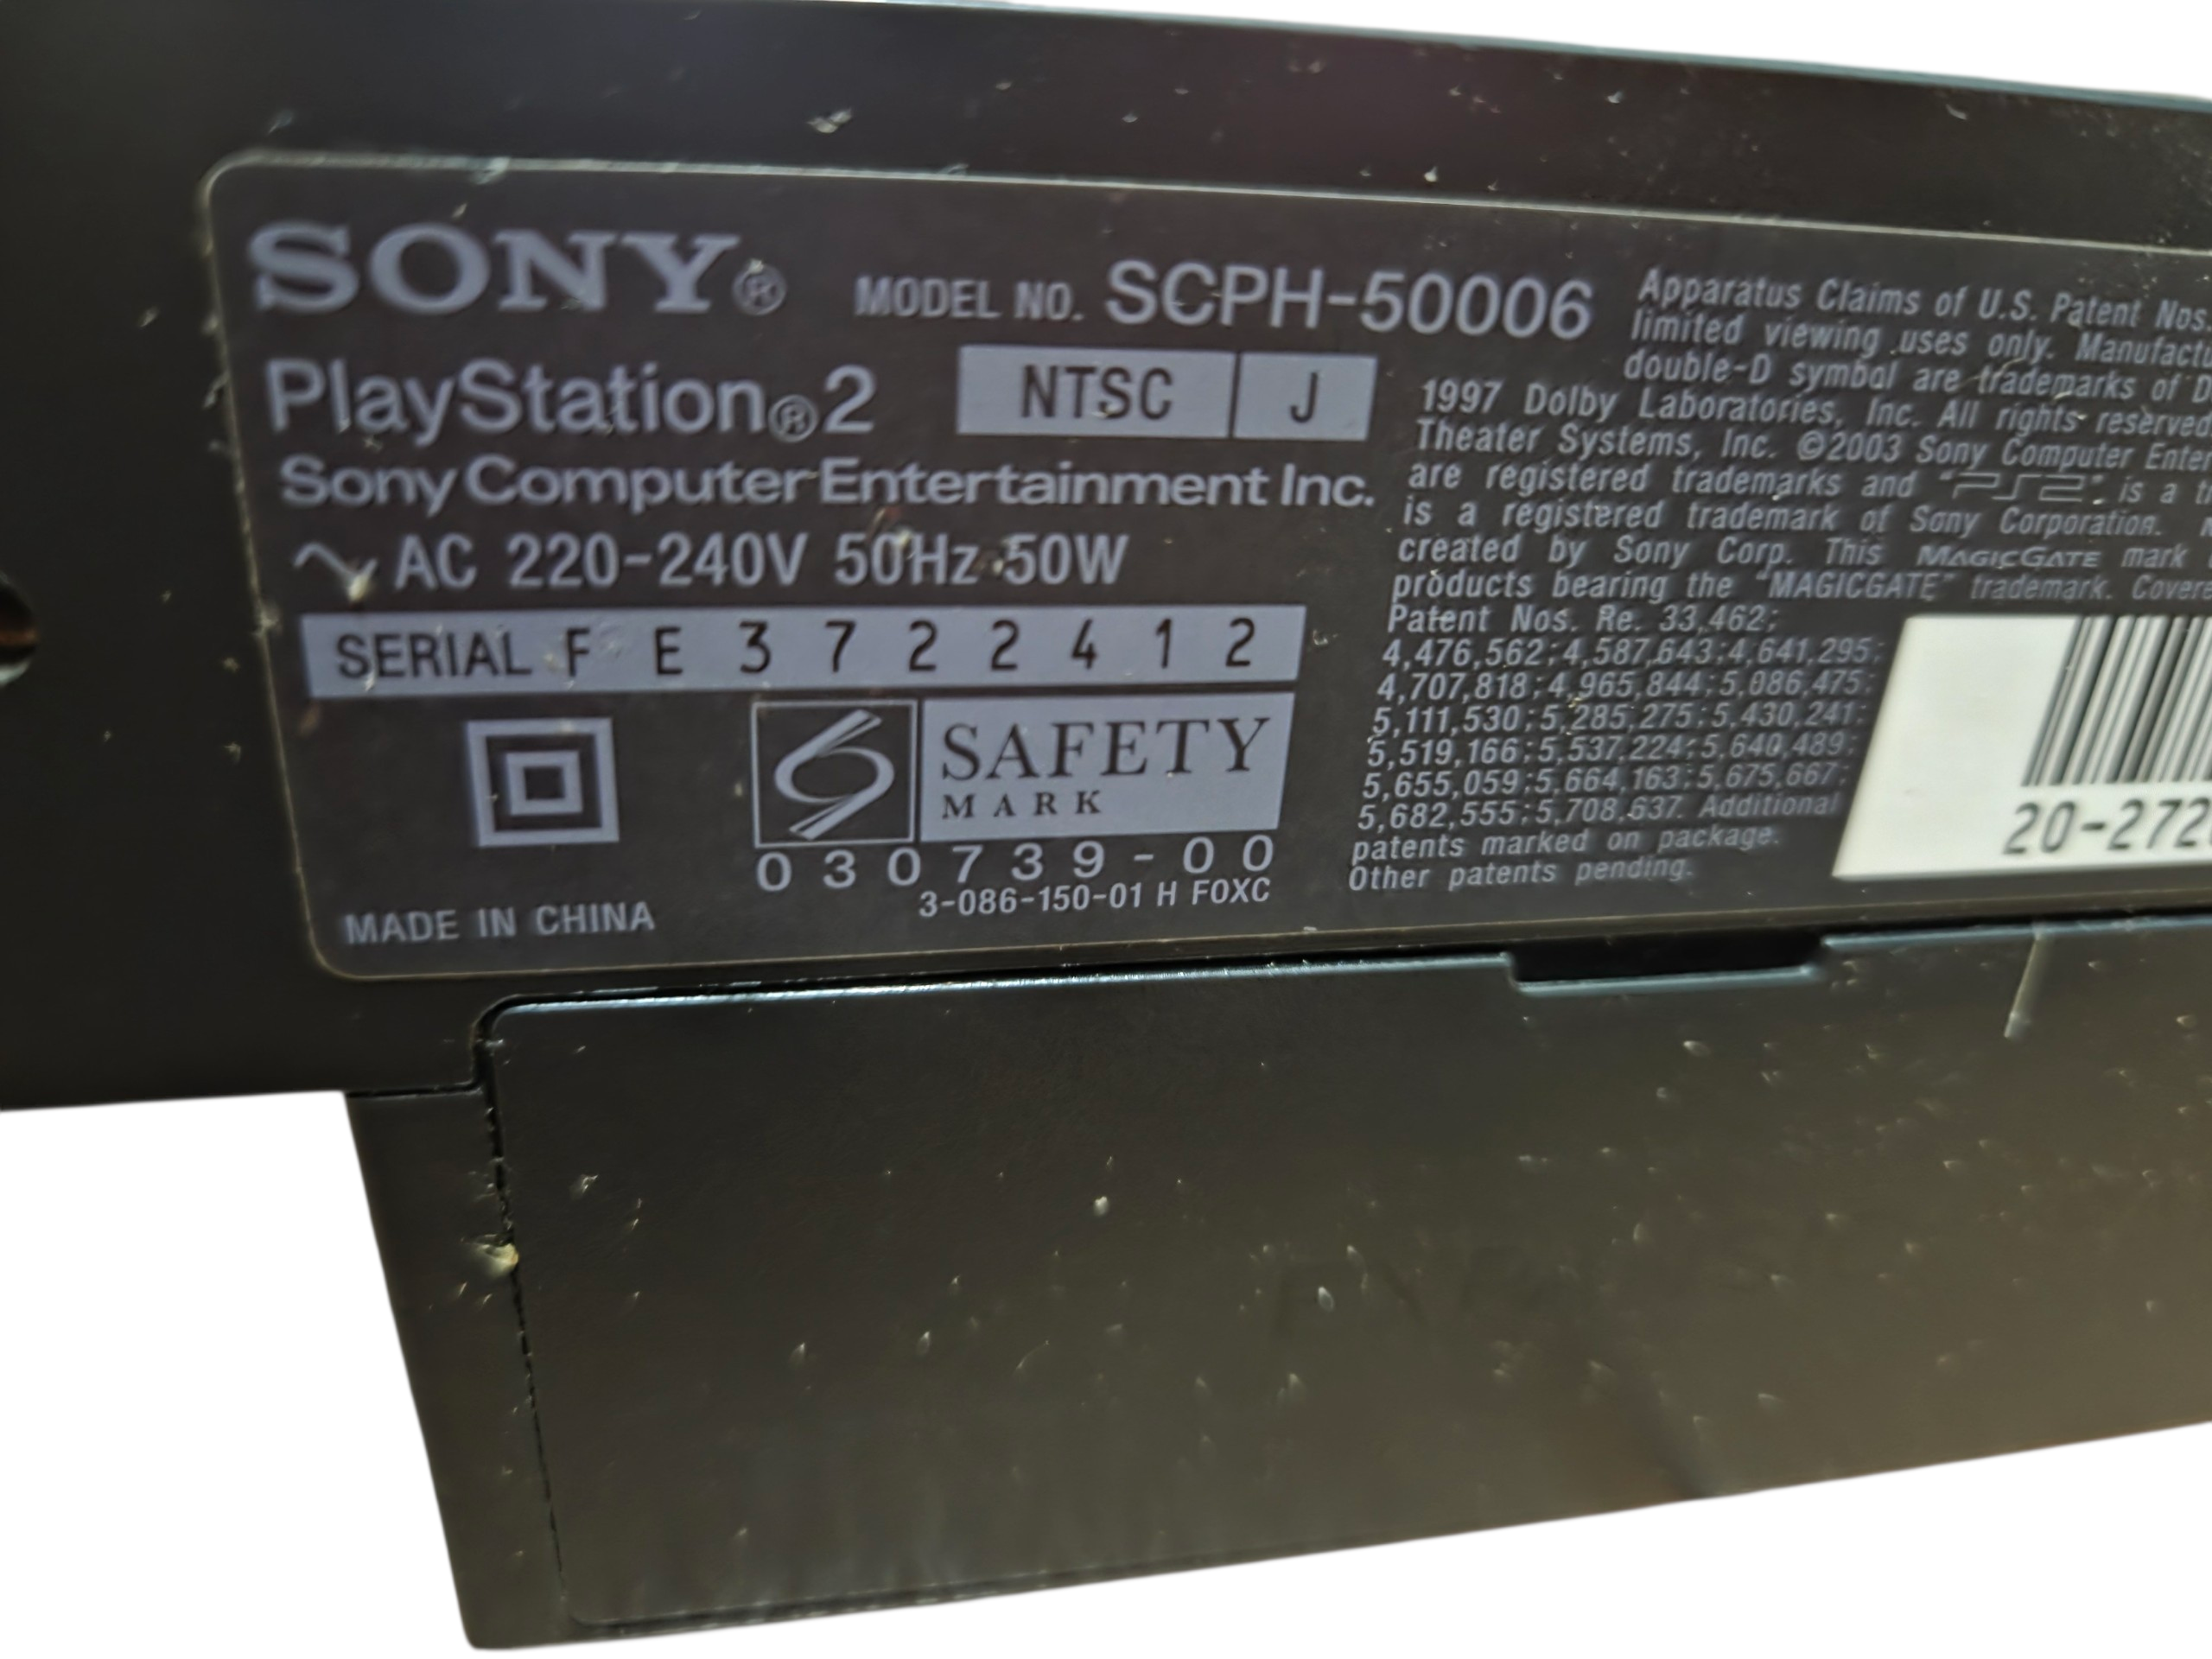 SONY®
MODEL NO. SCPH-50006
PlayStation®2
NTSC J
Sony Computer Entertainment Inc.
AC 220-240V 50Hz 50W
SERIAL F E 3 7 2 2 4 1 2
SAFETY
MARK
030739-00
3-086-150-01 H FOXC
MADE IN CHINA
Apparatus Claims of U.S. Patent Nos.
limited viewing uses only.
double-D symbol are trademarks of
1997 Dolby Laboratories, Inc. All rights reserved
Theater Systems, Inc. ©2003 Sony Computer
are registered trademarks and "PS2" is a
is a registered trademark of Sony Corporation.
created by Sony Corp. This MAGICGATE mark
products bearing the "MAGICGATE" trademark.
Patent Nos. Re. 33,462;
4,476,562;4,587,643;4,641,295;
4,707,818;4,965,844;5,086,475;
5,111,530;5,285,275;5,430,241;
5,519,166;5,537,224;5,640,489;
5,655,059;5,664,163;5,675,667;
5,682,555;5,708,637. Additional
patents marked on package.
Other patents pending.
20-272